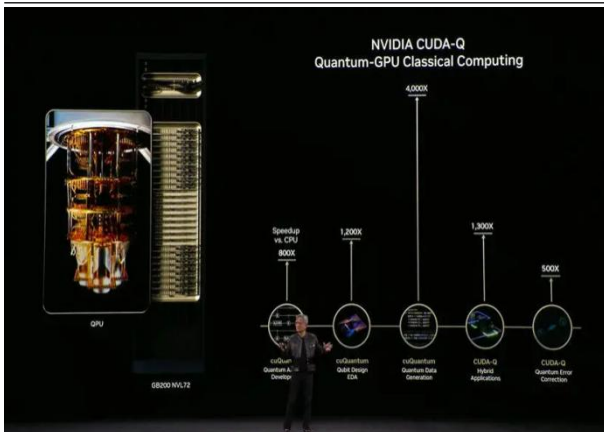 NVIDIA CUDA-Q
Quantum-GPU Classical Computing
4,000X
Speedup
vs. CPU
800X
1,200X
1,300X
500X
QPU
GB200 NVL72
Quantum
cuQuantum
Qubit Design
EDA
cuQuantum
Quantum Data
Generation
CUDA-Q
Hybrid
Applications
CUDA-Q
Quantum Error
Correction